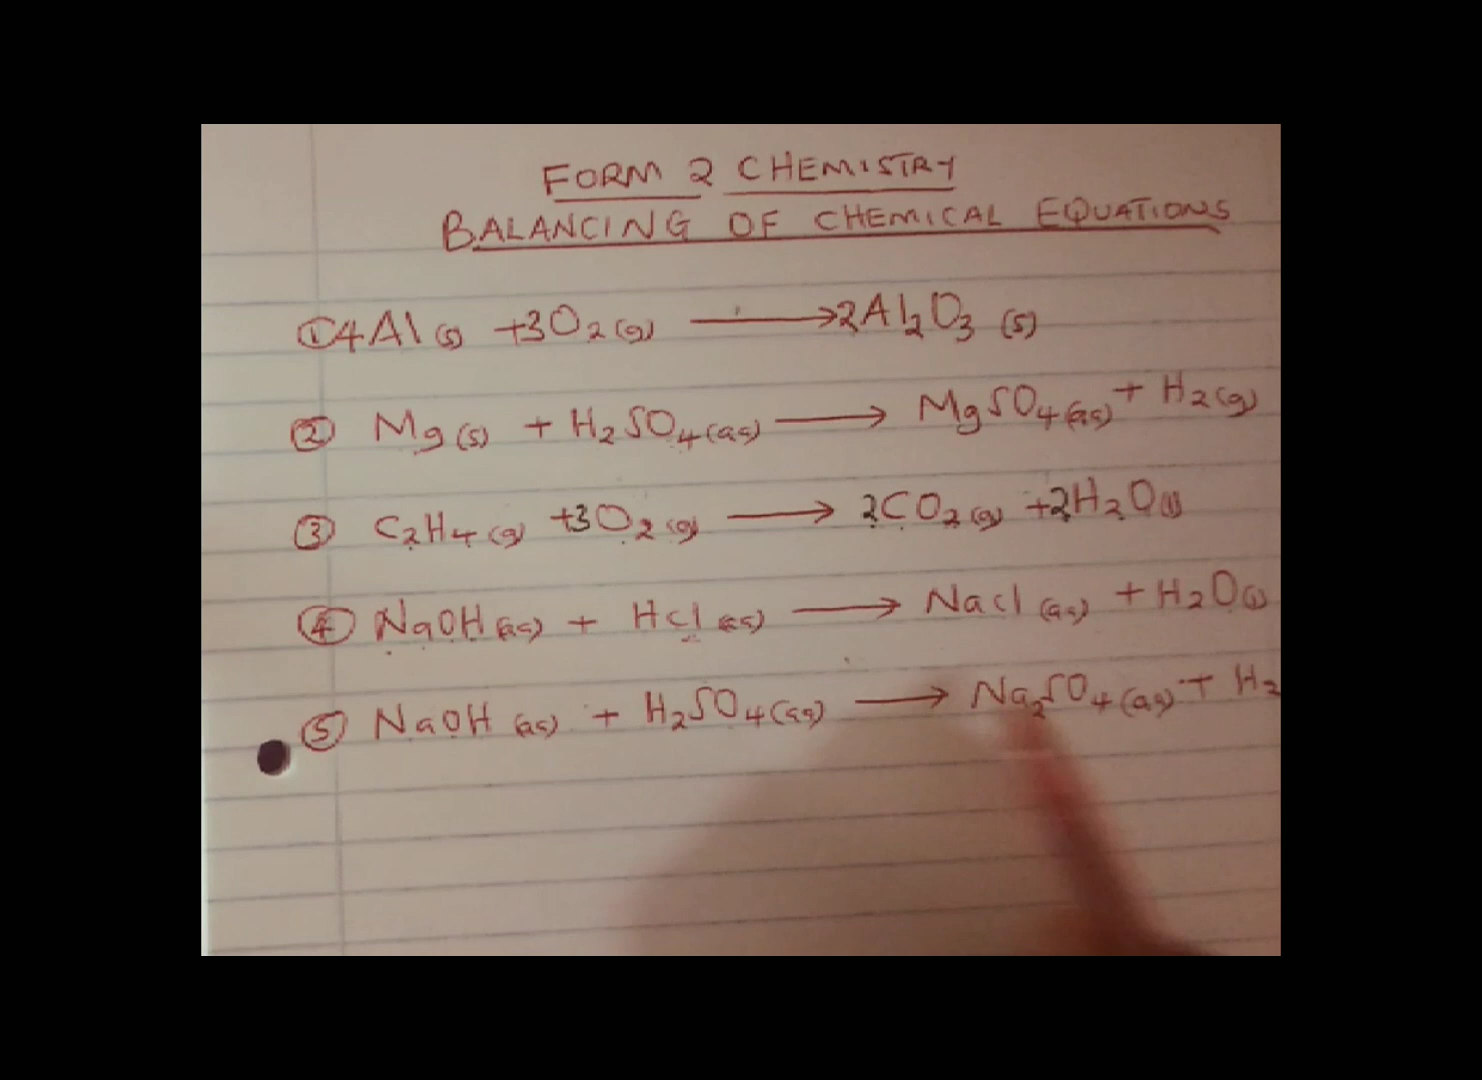 FORM 2 CHEMISTRY
BALANCING OF CHEMICAL EQUATIONS
① 4Al(s) + 3O₂(g) ⟶ 2Al₂O₃(s)
② Mg(s) + H₂SO₄(aq) ⟶ MgSO₄(aq) + H₂(g)
③ C₂H₄(g) + 3O₂(g) ⟶ 2CO₂(g) + 2H₂O(l)
④ NaOH(aq) + HCl(aq) ⟶ NaCl(aq) + H₂O(l)
⑤ NaOH(aq) + H₂SO₄(aq) ⟶ Na₂SO₄(aq) + H₂